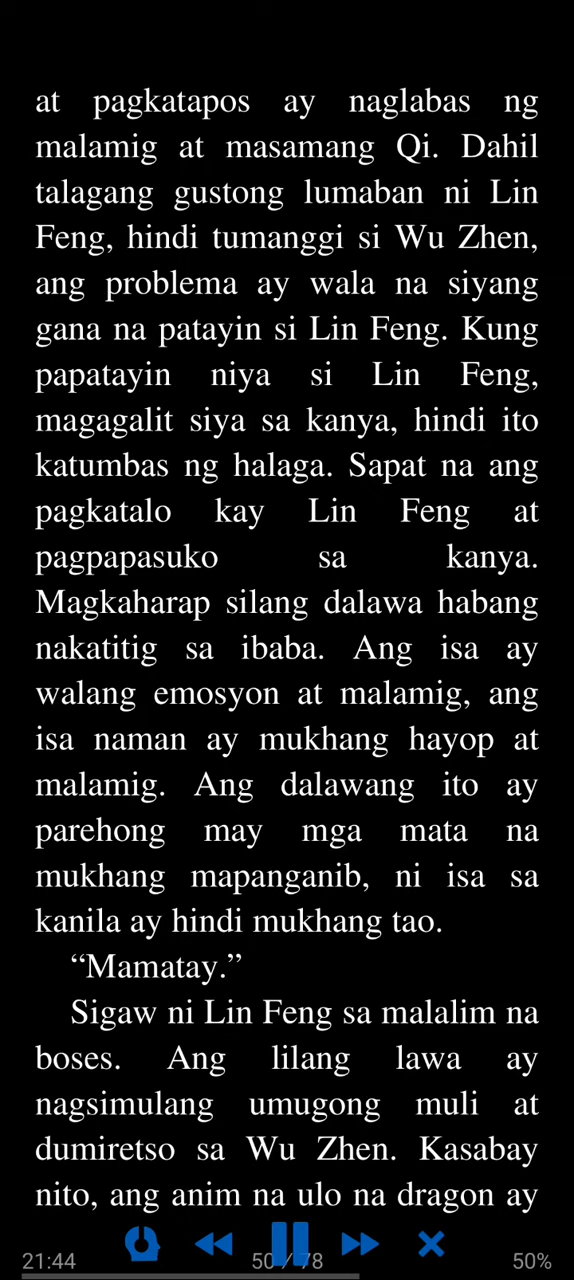 at pagkatapos ay naglabas ng
malamig at masamang Qi. Dahil
talagang gustong lumaban ni Lin
Feng, hindi tumanggi si Wu Zhen,
ang problema ay wala na siyang
gana na patayin si Lin Feng. Kung
papatayin niya si Lin Feng,
magagalit siya sa kanya, hindi ito
katumbas ng halaga. Sapat na ang
pagkatalo kay Lin Feng at
pagpapasuko sa kanya.
Magkaharap silang dalawa habang
nakatitig sa ibaba. Ang isa ay
walang emosyon at malamig, ang
isa naman ay mukhang hayop at
malamig. Ang dalawang ito ay
parehong may mga mata na
mukhang mapanganib, ni isa sa
kanila ay hindi mukhang tao.
“Mamatay.”
Sigaw ni Lin Feng sa malalim na
boses. Ang lilang lawa ay
nagsimulang umugong muli at
dumiretso sa Wu Zhen. Kasabay
nito, ang anim na ulo na dragon ay
21:44 50 / 78 50%